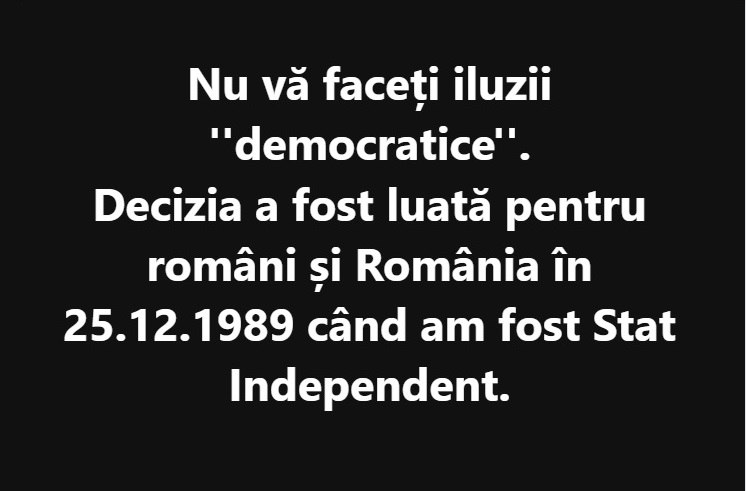 Nu vă faceți iluzii
''democratice''.
Decizia a fost luată pentru
români și România în
25.12.1989 când am fost Stat
Independent.